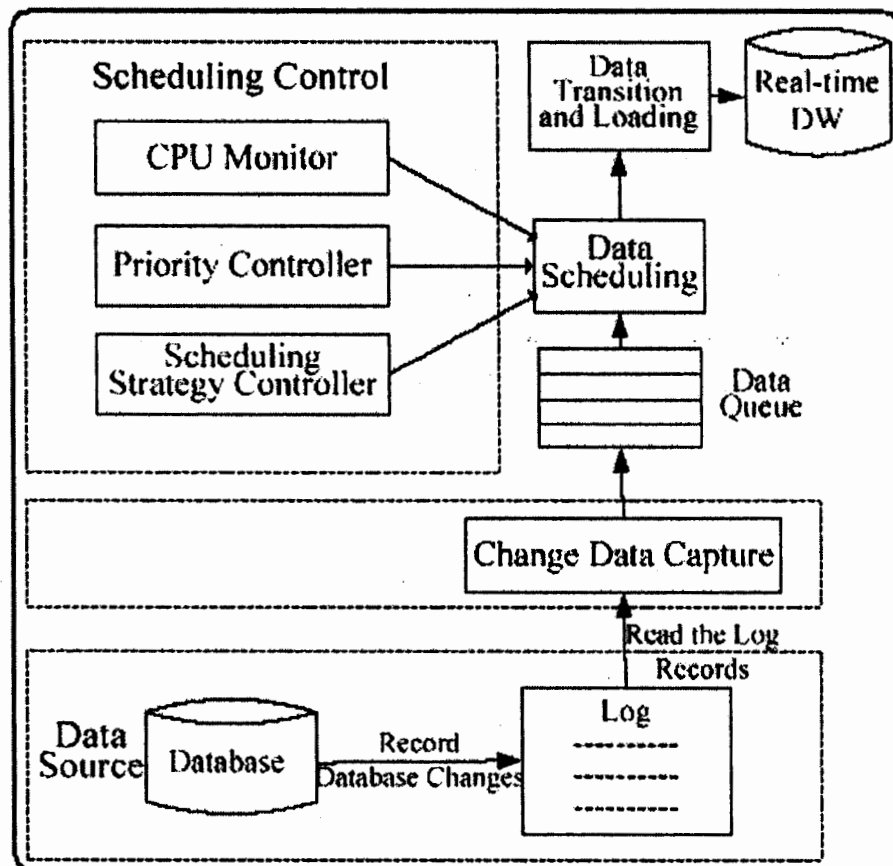 Scheduling Control
CPU Monitor
Priority Controller
Scheduling
Strategy Controller
Data
Transition
and Loading
Real-time
DW
Data
Scheduling
Data
Queue
Change Data Capture
Read the Log
Records
Data
Source
Database
Record
Database Changes
Log